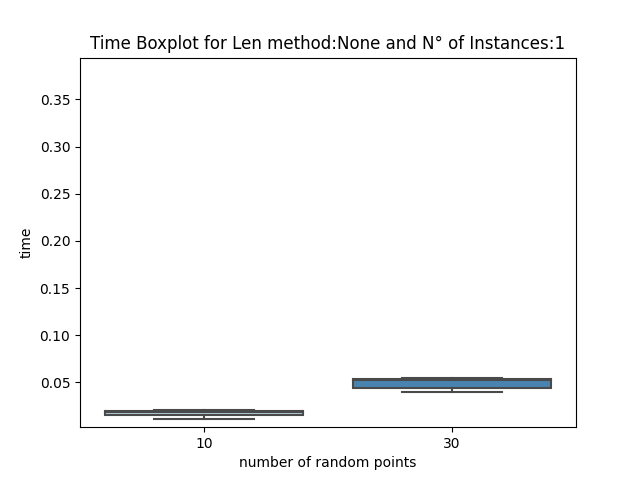 Time Boxplot for Len method:None and N° of Instances:1
0.35
0.30
0.25
0.20
0.15
0.10
0.05
time
10 30
number of random points